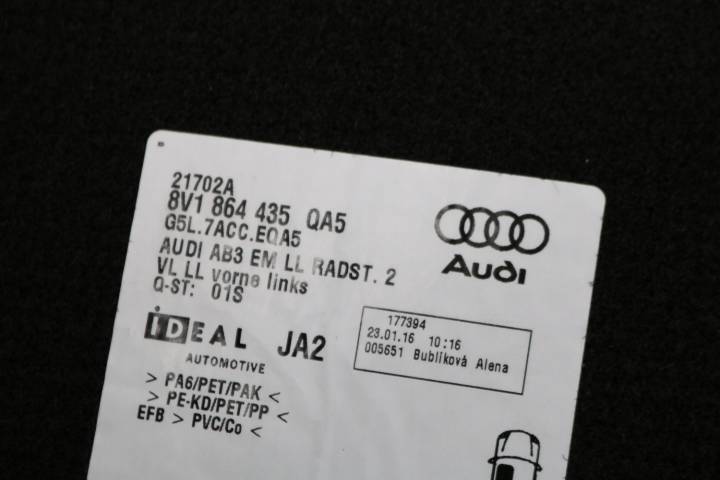 21702A
8V1 864 435 QA5
G5L.7ACC.EQA5
AUDI AB3 EM LL RADST. 2
VL LL vorne links
Q-ST: 01S
Audi
IDEAL
AUTOMOTIVE
JA2
177394
23.01.16 10:16
005651 Bublíková Alena
> PA6/PET/PAK <
> PE-KD/PET/PP <
EFB > PVC/Co <